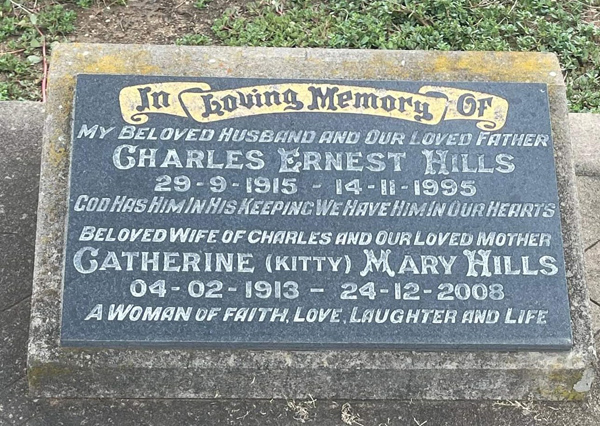 In Loving Memory Of
My Beloved Husband and Our Loved Father
Charles Ernest Hills
29-9-1915 - 14-11-1995
God Has Him In His Keeping We Have Him In Our Hearts
Beloved Wife of Charles and Our Loved Mother
Catherine (Kitty) Mary Hills
04-02-1913 - 24-12-2008
A Woman of Faith, Love, Laughter and Life